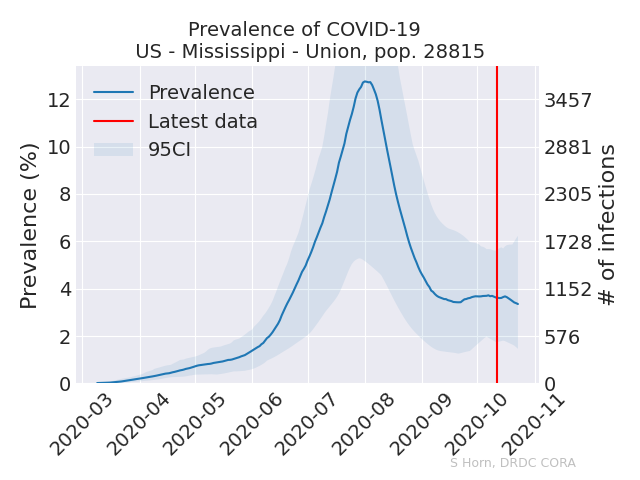 Prevalence of COVID-19
US - Mississippi - Union, pop. 28815
Prevalence
Latest data
95CI
Prevalence (%)
12
10
8
6
4
2
0
3457
2881
2305
1728
1152
576
0
# of infections
2020-03
2020-04
2020-05
2020-06
2020-07
2020-08
2020-09
2020-10
2020-11
S Horn, DRDC CORA